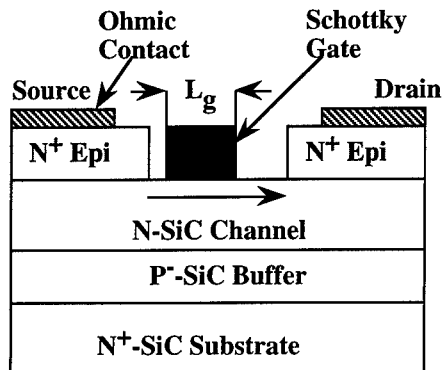 Ohmic
Contact
Schottky
Gate
Source
Lg
Drain
N+ Epi
N+ Epi
N-SiC Channel
P--SiC Buffer
N+-SiC Substrate